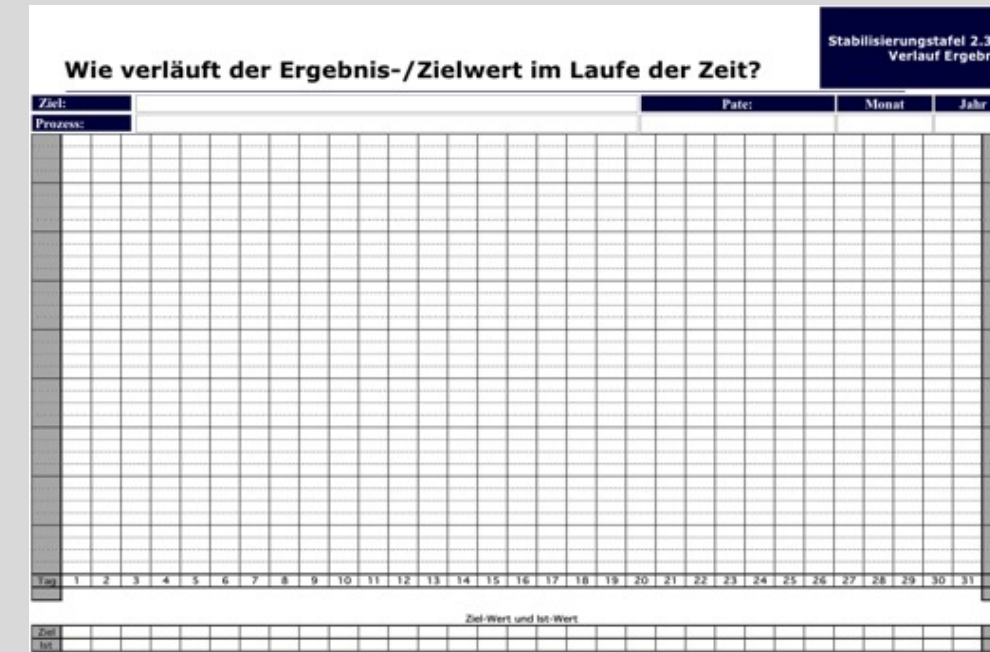 Stabilisierungstafel 2.3
Verlauf Ergebn
Wie verläuft der Ergebnis-/Zielwert im Laufe der Zeit?
Ziel: Pate: Monat Jahr
Prozess:
Tag 1 2 3 4 5 6 7 8 9 10 11 12 13 14 15 16 17 18 19 20 21 22 23 24 25 26 27 28 29 30 31
Ziel-Wert und Ist-Wert
Ziel
Ist